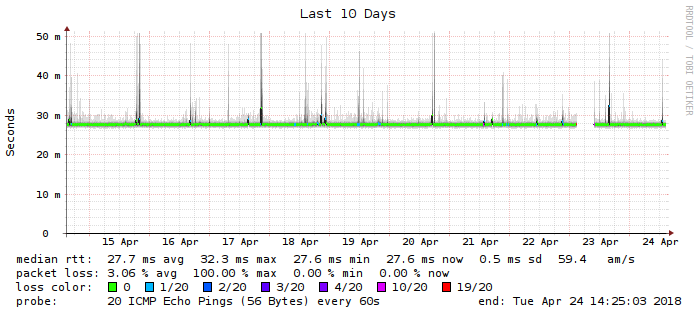 Last 10 Days
RRDTOOL / TOBI OETIKER
Seconds
50 m
40 m
30 m
20 m
10 m
0
15 Apr 16 Apr 17 Apr 18 Apr 19 Apr 20 Apr 21 Apr 22 Apr 23 Apr 24 Apr
median rtt: 27.7 ms avg 32.3 ms max 27.6 ms min 27.6 ms now 0.5 ms sd 59.4 am/s
packet loss: 3.06 % avg 100.00 % max 0.00 % min 0.00 % now
loss color: 0 1/20 2/20 3/20 4/20 10/20 19/20
probe: 20 ICMP Echo Pings (56 Bytes) every 60s end: Tue Apr 24 14:25:03 2018